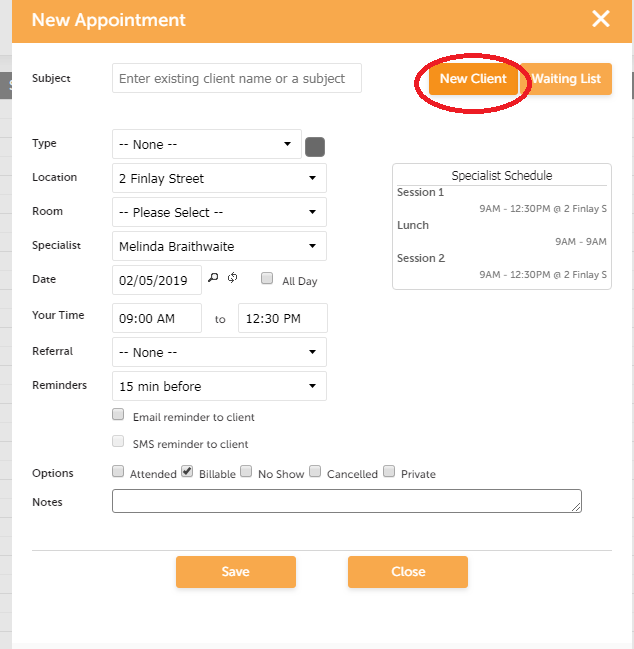 New Appointment
Subject Enter existing client name or a subject New Client Waiting List
Type -- None --
Location 2 Finlay Street
Specialist Schedule
Session 1
9AM - 12:30PM @ 2 Finlay S
Lunch
9AM - 9AM
Session 2
9AM - 12:30PM @ 2 Finlay S
Room -- Please Select --
Specialist Melinda Braithwaite
Date 02/05/2019 All Day
Your Time 09:00 AM to 12:30 PM
Referral -- None --
Reminders 15 min before
Email reminder to client
SMS reminder to client
Options Attended Billable No Show Cancelled Private
Notes
Save Close